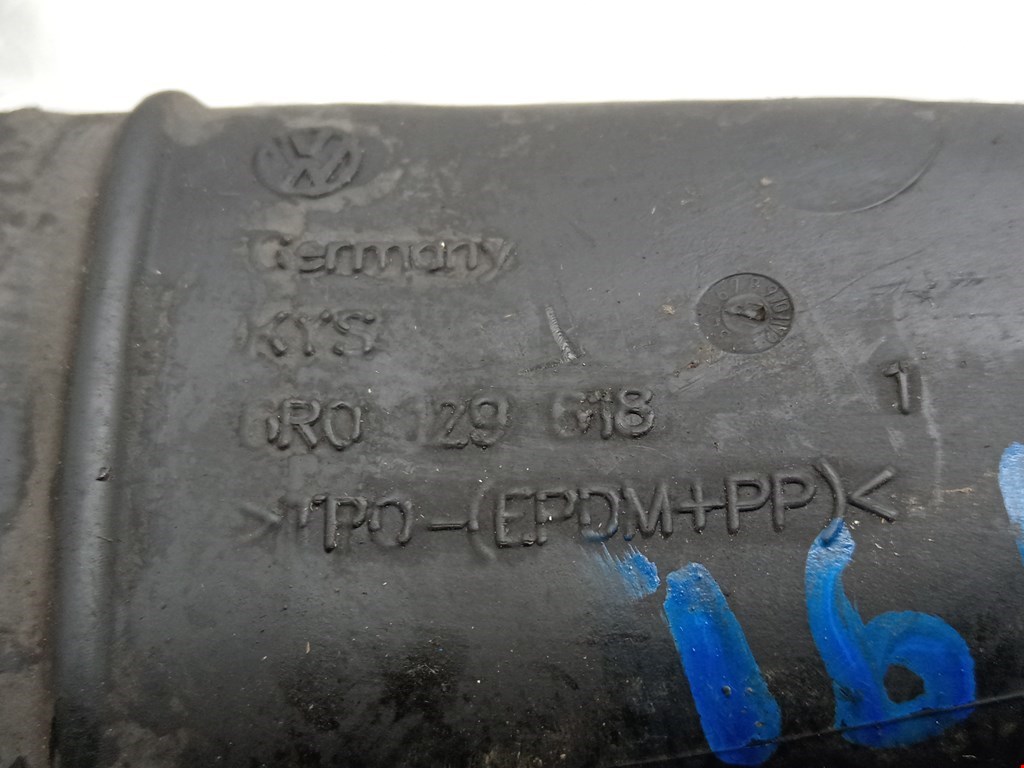 Germany
KYS
6R0 129 618 1
>TPO-(EPDM+PP)<
16